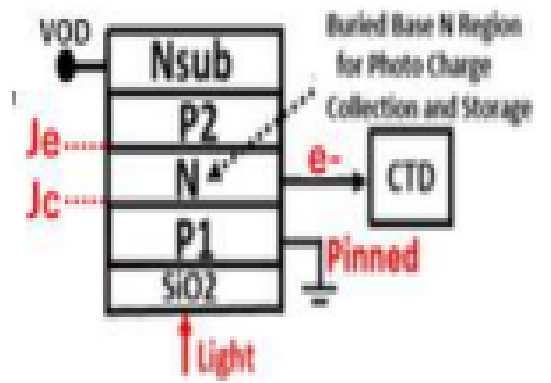 VOD
Buried Base N Region
for Photo Charge
Collection and Storage
Nsub
P2
Je
N
e-
CTD
Jc
P1
Pinned
SiO2
Light